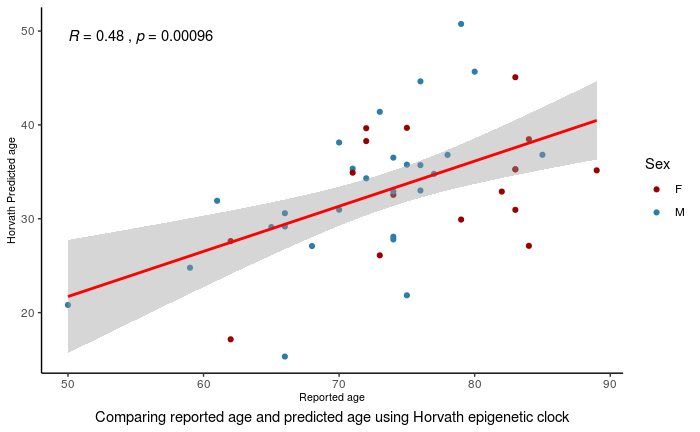 R = 0.48 , p = 0.00096
50
40
30
20
Horvath Predicted age
50 60 70 80 90
Reported age
Sex
F
M
Comparing reported age and predicted age using Horvath epigenetic clock